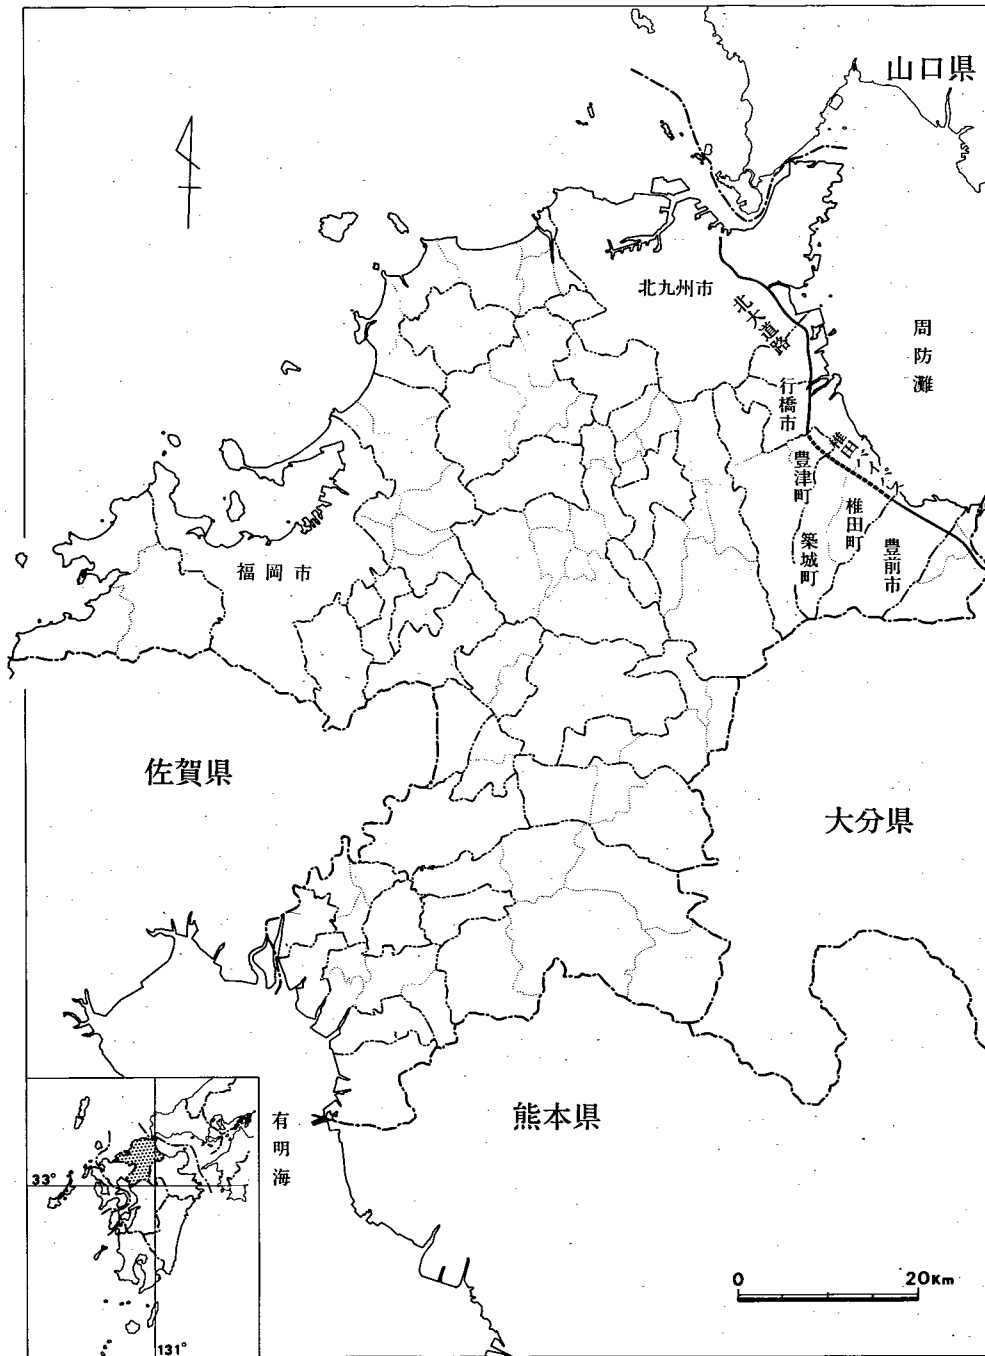 山口県
北九州市
北大道路
周防灘
行橋市
椎田バイパス
豊津町
椎田町
築城町
豊前市
福岡市
佐賀県
大分県
熊本県
有明海
33°
131°
0 20Km